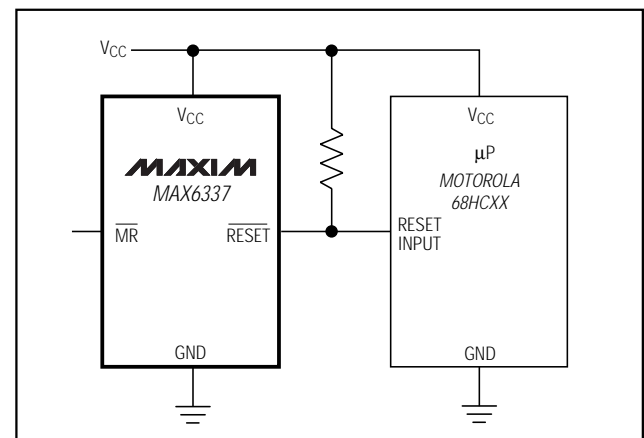 VCC
VCC
MAXIM
MAX6337
MR
RESET
GND
VCC
µP
MOTOROLA
68HCXX
RESET
INPUT
GND